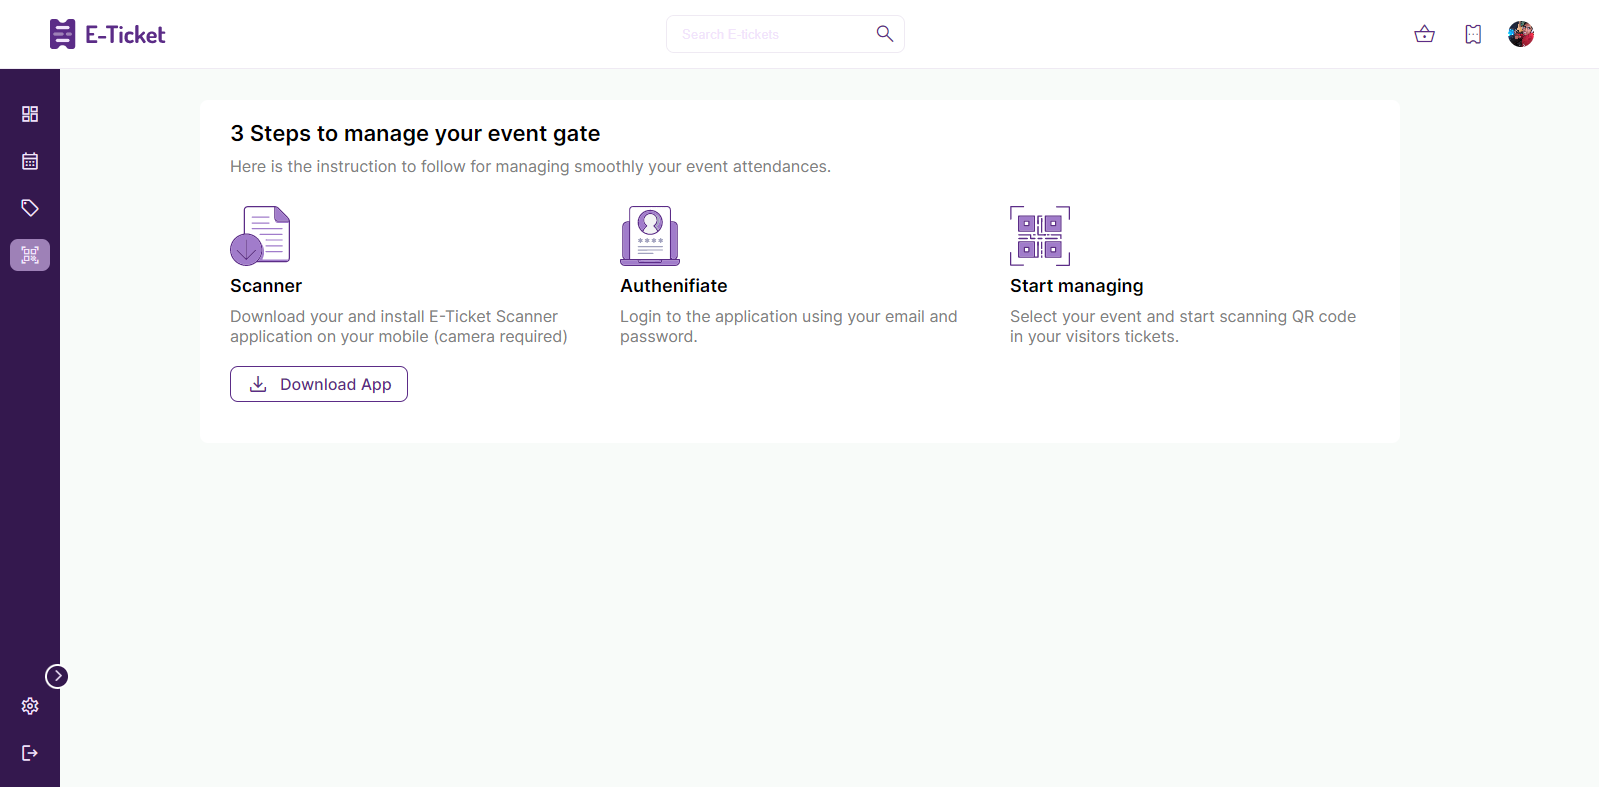 E-Ticket
Search E-tickets
3 Steps to manage your event gate
Here is the instruction to follow for managing smoothly your event attendances.
Scanner
Download your and install E-Ticket Scanner
application on your mobile (camera required)
Download App
Authenifiate
Login to the application using your email and
password.
Start managing
Select your event and start scanning QR code
in your visitors tickets.